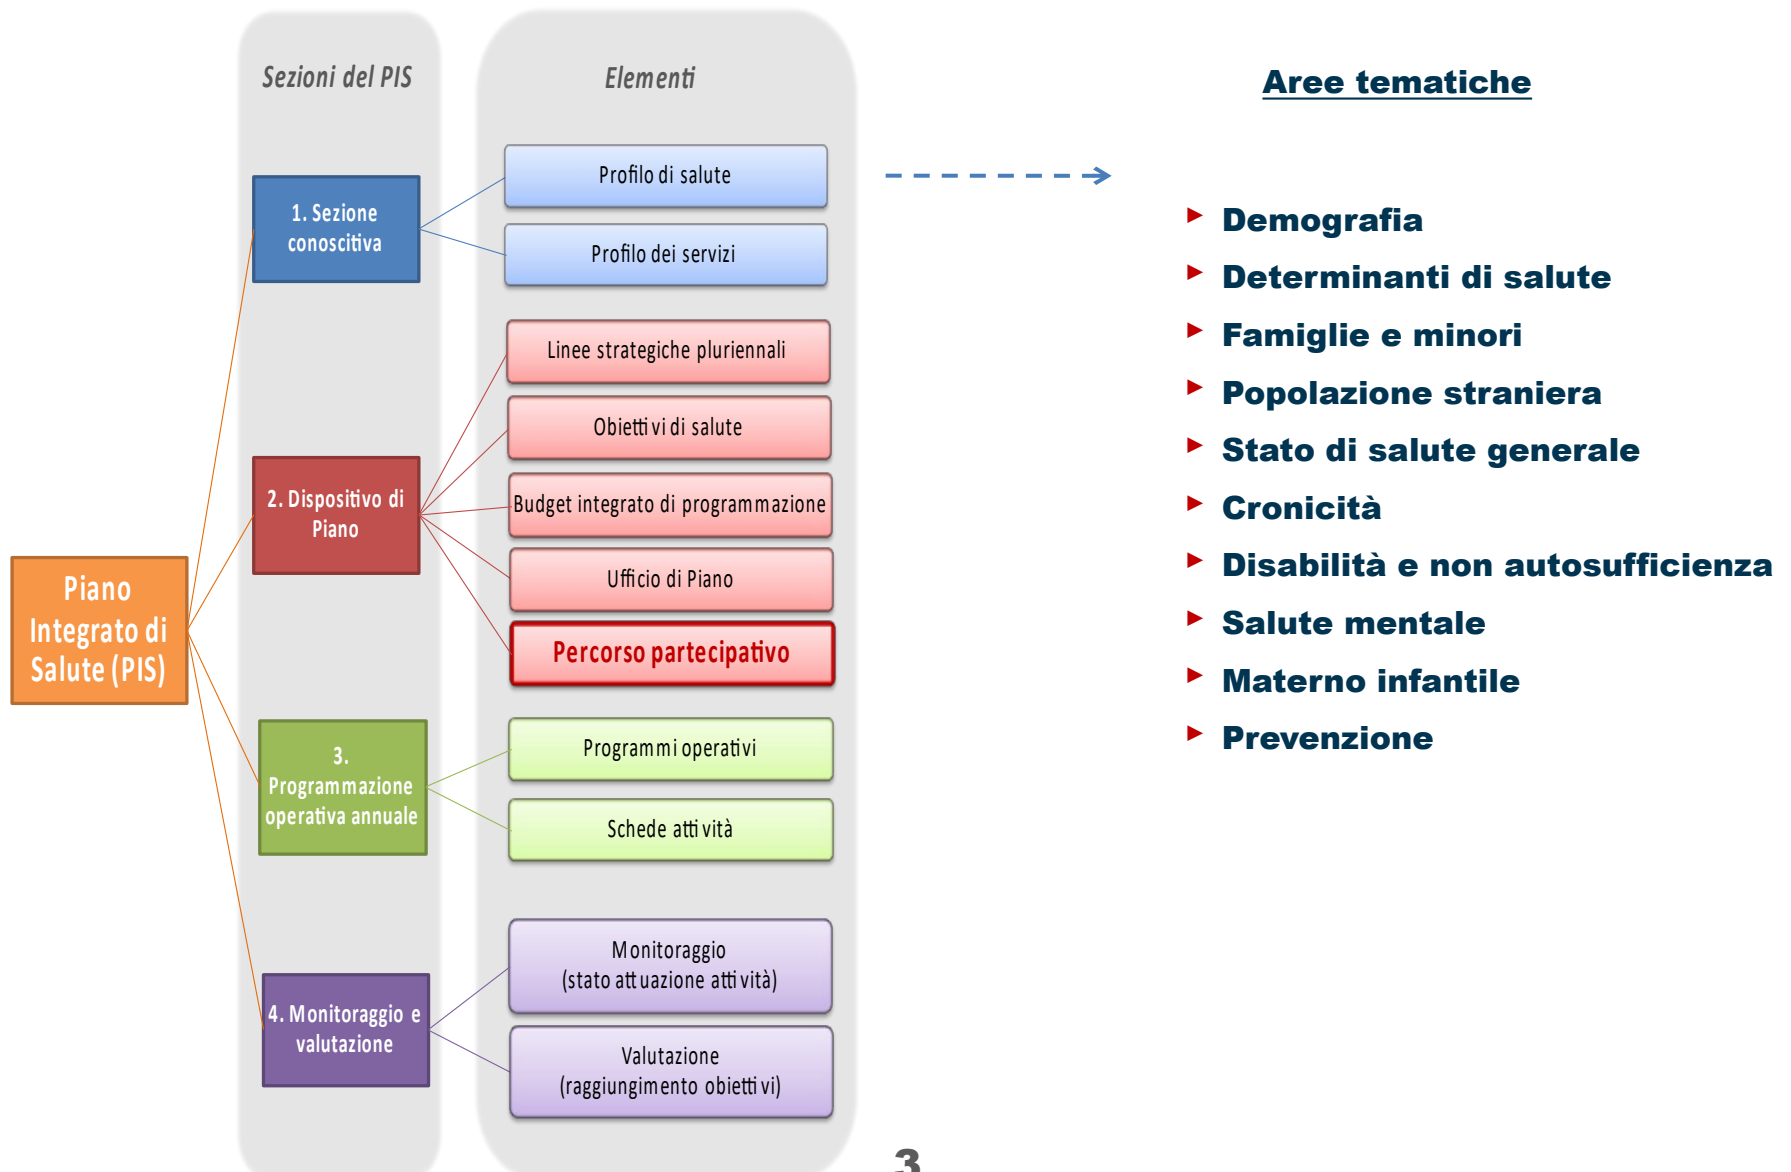 Sezioni del PIS
Elementi
Aree tematiche
Piano
Integrato di
Salute (PIS)
1. Sezione
conoscitiva
Profilo di salute
Profilo dei servizi
2. Dispositivo di
Piano
Linee strategiche pluriennali
Obiettivi di salute
Budget integrato di programmazione
Ufficio di Piano
Percorso partecipativo
3.
Programmazione
operativa annuale
Programmi operativi
Schede attività
4. Monitoraggio e
valutazione
Monitoraggio
(stato attuazione attività)
Valutazione
(raggiungimento obiettivi)
Demografia
Determinanti di salute
Famiglie e minori
Popolazione straniera
Stato di salute generale
Cronicità
Disabilità e non autosufficienza
Salute mentale
Materno infantile
Prevenzione
3